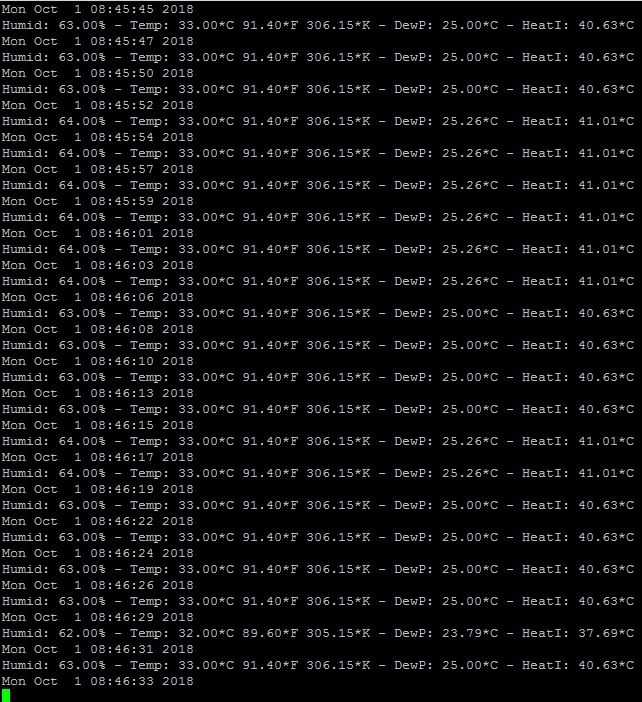 Mon Oct  1 08:45:45 2018
Humid: 63.00% - Temp: 33.00*C 91.40*F 306.15*K - DewP: 25.00*C - HeatI: 40.63*C
Mon Oct  1 08:45:47 2018
Humid: 63.00% - Temp: 33.00*C 91.40*F 306.15*K - DewP: 25.00*C - HeatI: 40.63*C
Mon Oct  1 08:45:50 2018
Humid: 63.00% - Temp: 33.00*C 91.40*F 306.15*K - DewP: 25.00*C - HeatI: 40.63*C
Mon Oct  1 08:45:52 2018
Humid: 64.00% - Temp: 33.00*C 91.40*F 306.15*K - DewP: 25.26*C - HeatI: 41.01*C
Mon Oct  1 08:45:54 2018
Humid: 64.00% - Temp: 33.00*C 91.40*F 306.15*K - DewP: 25.26*C - HeatI: 41.01*C
Mon Oct  1 08:45:57 2018
Humid: 64.00% - Temp: 33.00*C 91.40*F 306.15*K - DewP: 25.26*C - HeatI: 41.01*C
Mon Oct  1 08:45:59 2018
Humid: 64.00% - Temp: 33.00*C 91.40*F 306.15*K - DewP: 25.26*C - HeatI: 41.01*C
Mon Oct  1 08:46:01 2018
Humid: 64.00% - Temp: 33.00*C 91.40*F 306.15*K - DewP: 25.26*C - HeatI: 41.01*C
Mon Oct  1 08:46:03 2018
Humid: 64.00% - Temp: 33.00*C 91.40*F 306.15*K - DewP: 25.26*C - HeatI: 41.01*C
Mon Oct  1 08:46:06 2018
Humid: 63.00% - Temp: 33.00*C 91.40*F 306.15*K - DewP: 25.00*C - HeatI: 40.63*C
Mon Oct  1 08:46:08 2018
Humid: 63.00% - Temp: 33.00*C 91.40*F 306.15*K - DewP: 25.00*C - HeatI: 40.63*C
Mon Oct  1 08:46:10 2018
Humid: 63.00% - Temp: 33.00*C 91.40*F 306.15*K - DewP: 25.00*C - HeatI: 40.63*C
Mon Oct  1 08:46:13 2018
Humid: 63.00% - Temp: 33.00*C 91.40*F 306.15*K - DewP: 25.00*C - HeatI: 40.63*C
Mon Oct  1 08:46:15 2018
Humid: 64.00% - Temp: 33.00*C 91.40*F 306.15*K - DewP: 25.26*C - HeatI: 41.01*C
Mon Oct  1 08:46:17 2018
Humid: 64.00% - Temp: 33.00*C 91.40*F 306.15*K - DewP: 25.26*C - HeatI: 41.01*C
Mon Oct  1 08:46:19 2018
Humid: 63.00% - Temp: 33.00*C 91.40*F 306.15*K - DewP: 25.00*C - HeatI: 40.63*C
Mon Oct  1 08:46:22 2018
Humid: 63.00% - Temp: 33.00*C 91.40*F 306.15*K - DewP: 25.00*C - HeatI: 40.63*C
Mon Oct  1 08:46:24 2018
Humid: 63.00% - Temp: 33.00*C 91.40*F 306.15*K - DewP: 25.00*C - HeatI: 40.63*C
Mon Oct  1 08:46:26 2018
Humid: 63.00% - Temp: 33.00*C 91.40*F 306.15*K - DewP: 25.00*C - HeatI: 40.63*C
Mon Oct  1 08:46:29 2018
Humid: 62.00% - Temp: 32.00*C 89.60*F 305.15*K - DewP: 23.79*C - HeatI: 37.69*C
Mon Oct  1 08:46:31 2018
Humid: 63.00% - Temp: 33.00*C 91.40*F 306.15*K - DewP: 25.00*C - HeatI: 40.63*C
Mon Oct  1 08:46:33 2018